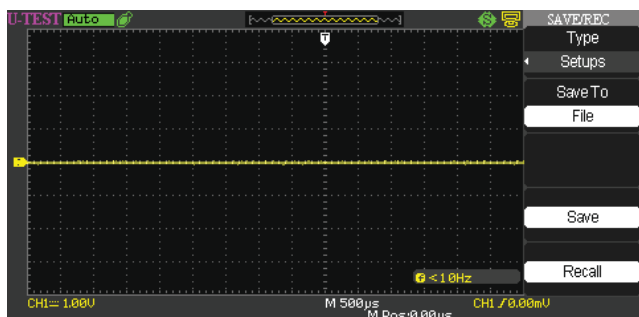 U-TEST Auto
SAVE/REC
Type
Setups
Save To
File
Save
Recall
T
<10Hz
CH1 1.00V
M 500µs
CH1 0.00mV
M Pos:0.00µs